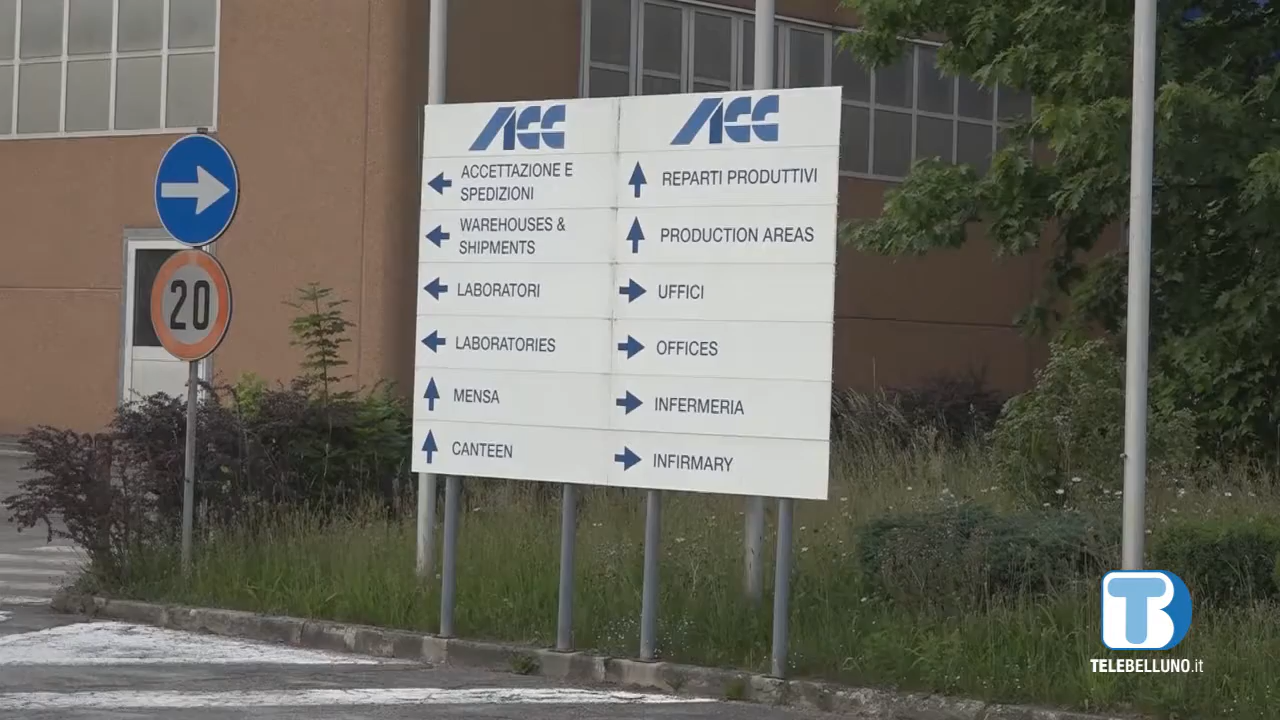 20
ACC
ACCETTAZIONE E
SPEDIZIONI
WAREHOUSES &
SHIPMENTS
LABORATORI
LABORATORIES
MENSA
CANTEEN
ACC
REPARTI PRODUTTIVI
PRODUCTION AREAS
UFFICI
OFFICES
INFERMERIA
INFIRMARY
TB
TELEBELLUNO.it